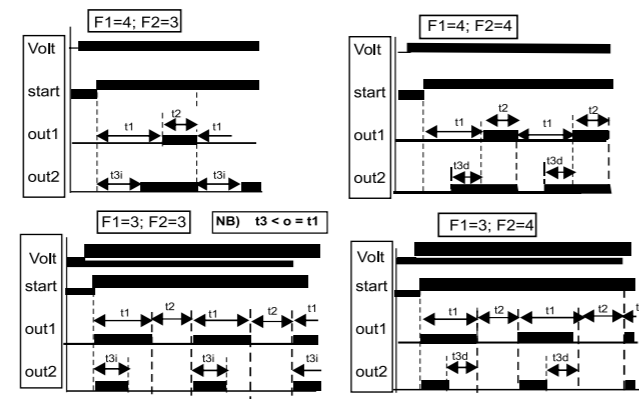 F1=4; F2=3
Volt
start
t1 t2 t1
out1
out2
t3i t3i
F1=4; F2=4
Volt
start
t1 t2 t1 t2
out1
t3d t3d
out2
F1=3; F2=3
NB) t3 < o = t1
Volt
start
t1 t2 t1 t2 t1
out1
t3i t3i t3i
out2
F1=3; F2=4
Volt
start
t1 t2 t1 t2 t
out1
t3d t3d
out2